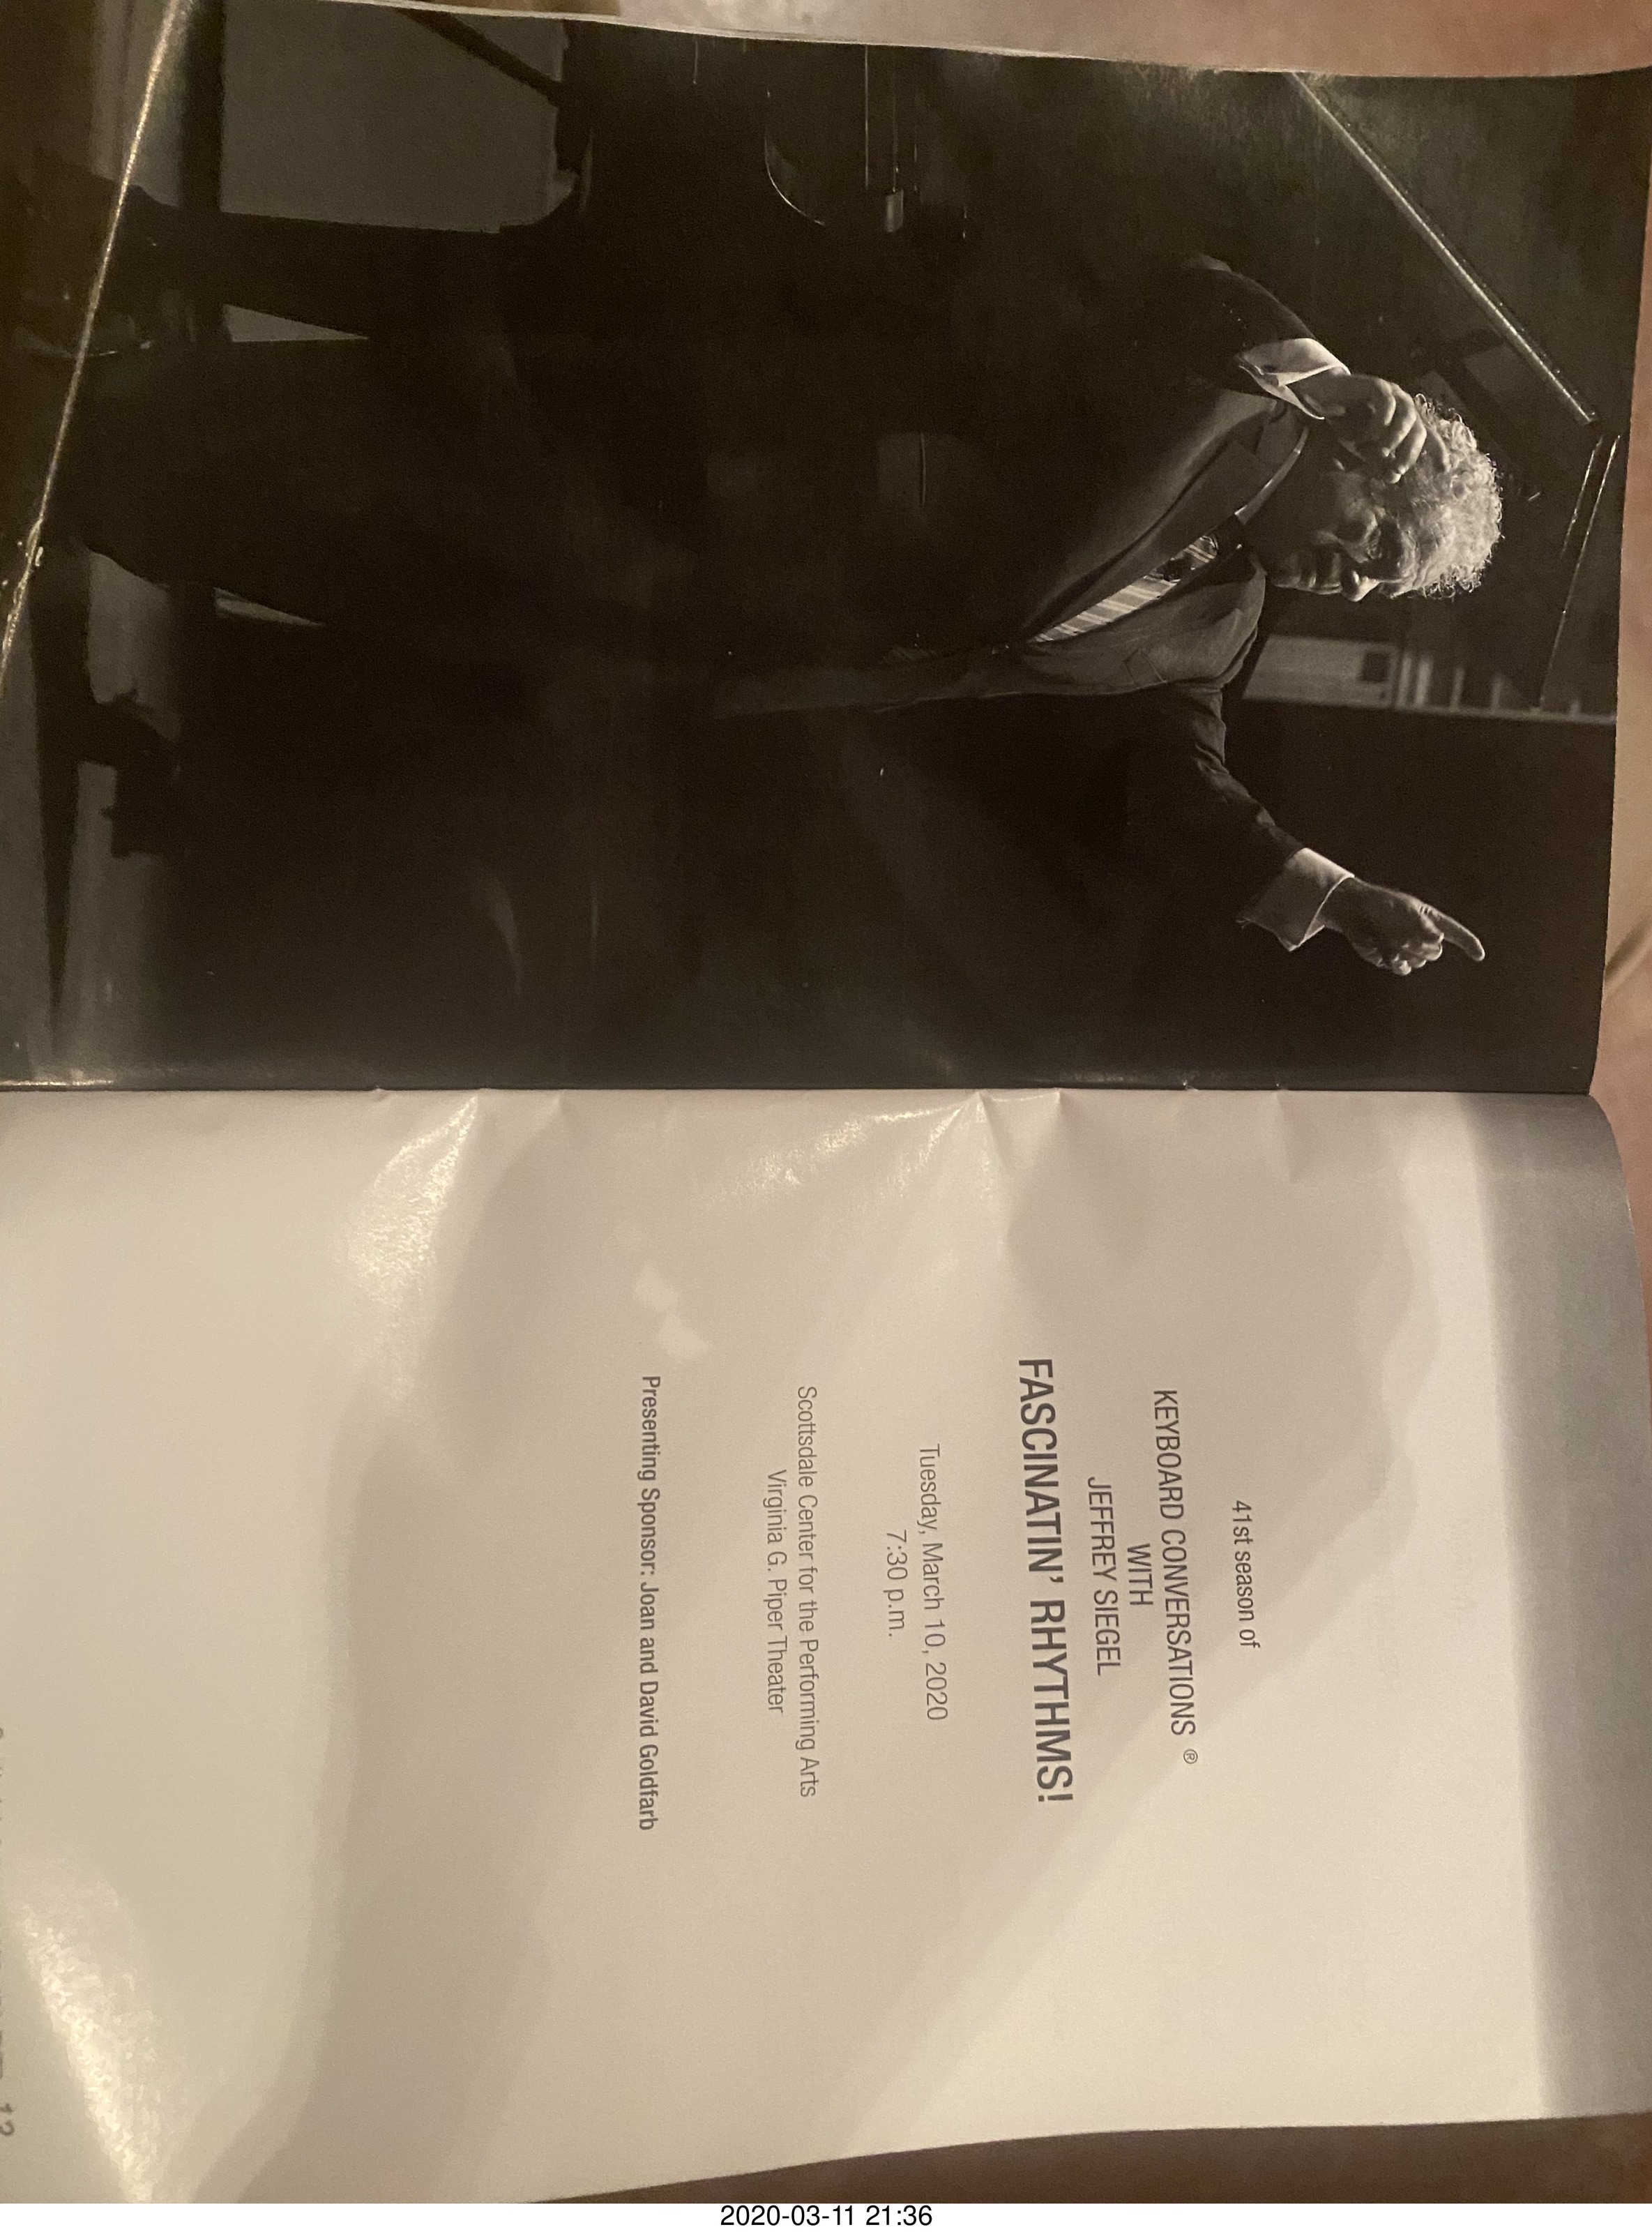 41st season of
KEYBOARD CONVERSATIONS ®
WITH
JEFFREY SIEGEL
FASCINATIN' RHYTHMS!
Tuesday, March 10, 2020
7:30 p.m.
Scottsdale Center for the Performing Arts
Virginia G. Piper Theater
Presenting Sponsor: Joan and David Goldfarb
2020-03-11 21:36